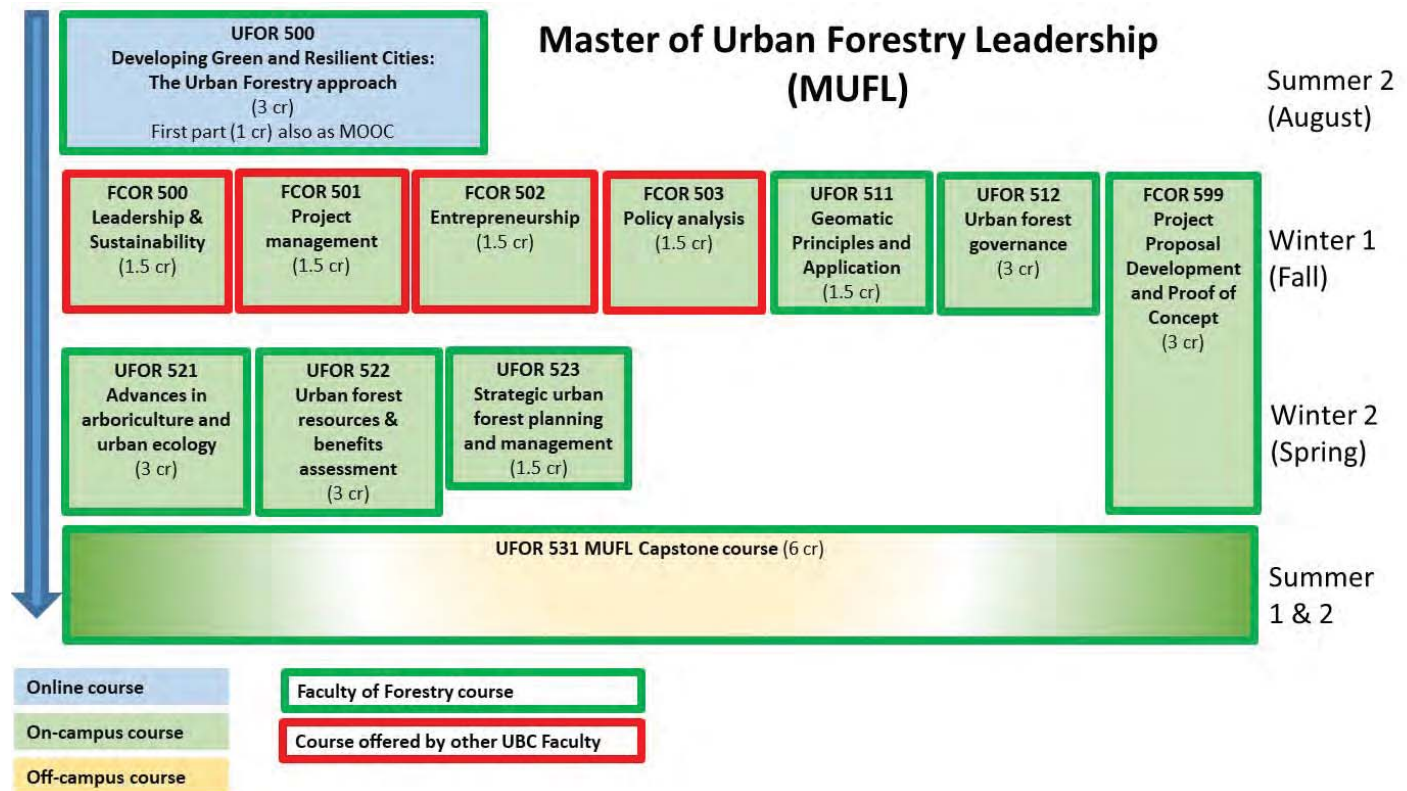 UFOR 500
Developing Green and Resilient Cities:
The Urban Forestry approach
(3 cr)
First part (1 cr) also as MOOC
Master of Urban Forestry Leadership
(MUFL)
Summer 2
(August)
FCOR 500
Leadership &
Sustainability
(1.5 cr)
FCOR 501
Project
management
(1.5 cr)
FCOR 502
Entrepreneurship
(1.5 cr)
FCOR 503
Policy analysis
(1.5 cr)
UFOR 511
Geomatic
Principles and
Application
(1.5 cr)
UFOR 512
Urban forest
governance
(3 cr)
FCOR 599
Project
Proposal
Development
and Proof of
Concept
(3 cr)
Winter 1
(Fall)
UFOR 521
Advances in
arboriculture and
urban ecology
(3 cr)
UFOR 522
Urban forest
resources &
benefits
assessment
(3 cr)
UFOR 523
Strategic urban
forest planning
and management
(1.5 cr)
Winter 2
(Spring)
UFOR 531 MUFL Capstone course (6 cr)
Summer
1 & 2
Online course
On-campus course
Off-campus course
Faculty of Forestry course
Course offered by other UBC Faculty